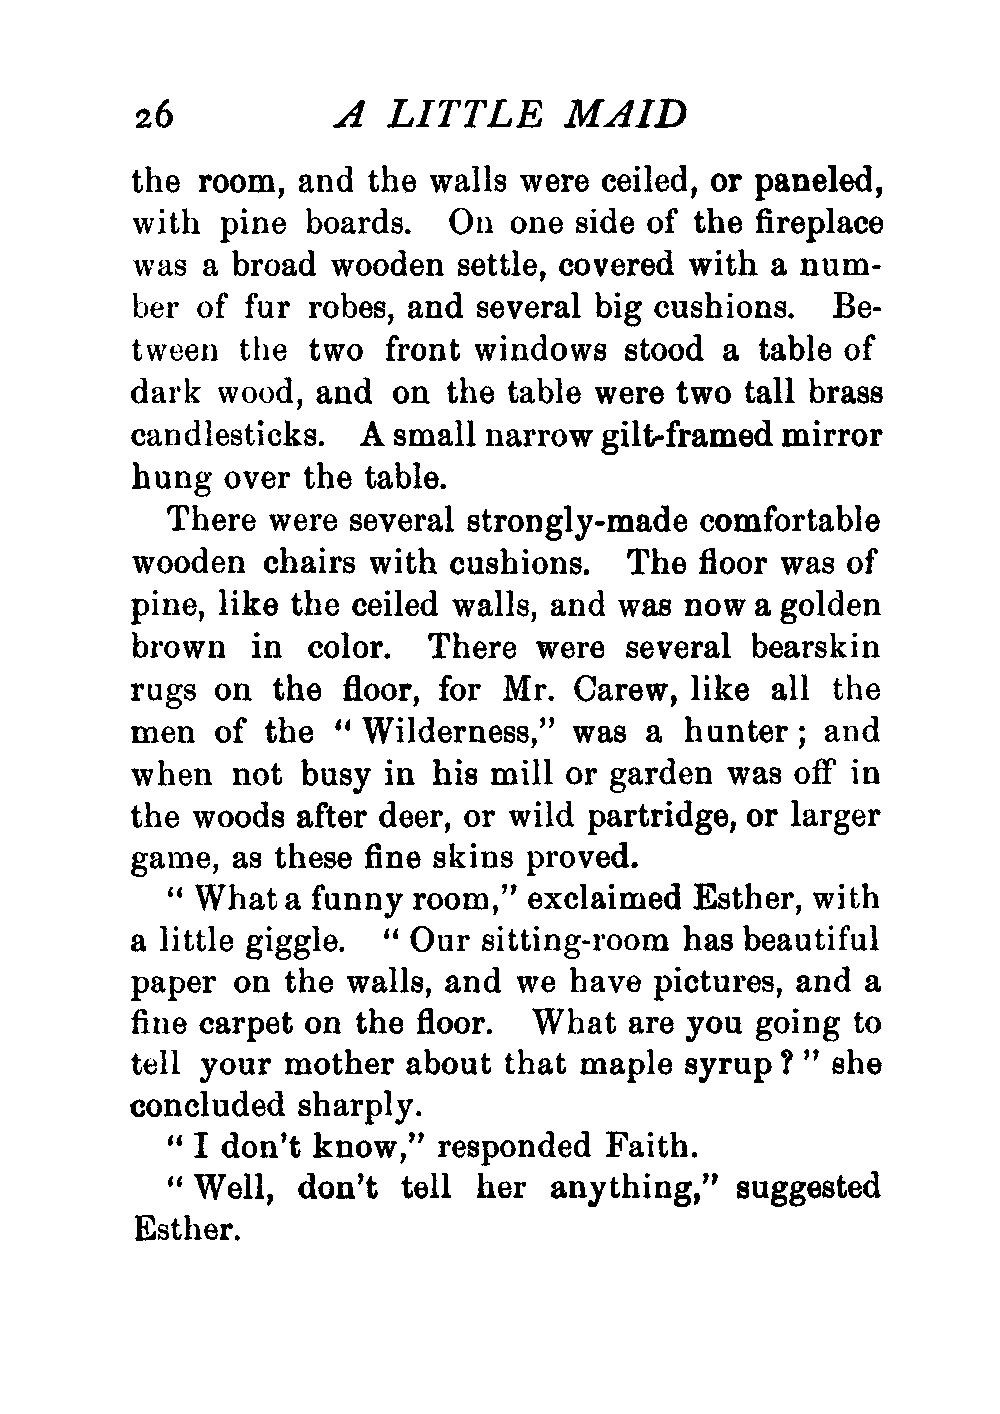 26 A LITTLE MAID
the room, and the walls were ceiled, or paneled,
with pine boards. On one side of the fireplace
was a broad wooden settle, covered with a num-
ber of fur robes, and several big cushions. Be-
tween the two front windows stood a table of
dark wood, and on the table were two tall brass
candlesticks. A small narrow gilt-framed mirror
hung over the table.
There were several strongly-made comfortable
wooden chairs with cushions. The floor was of
pine, like the ceiled walls, and was now a golden
brown in color. There were several bearskin
rugs on the floor, for Mr. Carew, like all the
men of the “ Wilderness,” was a hunter ; and
when not busy in his mill or garden was off in
the woods after deer, or wild partridge, or larger
game, as these fine skins proved.
“ What a funny room,” exclaimed Esther, with
a little giggle. “ Our sitting-room has beautiful
paper on the walls, and we have pictures, and a
fine carpet on the floor. What are you going to
tell your mother about that maple syrup ? ” she
concluded sharply.
“ I don’t know,” responded Faith.
“ Well, don’t tell her anything,” suggested
Esther.